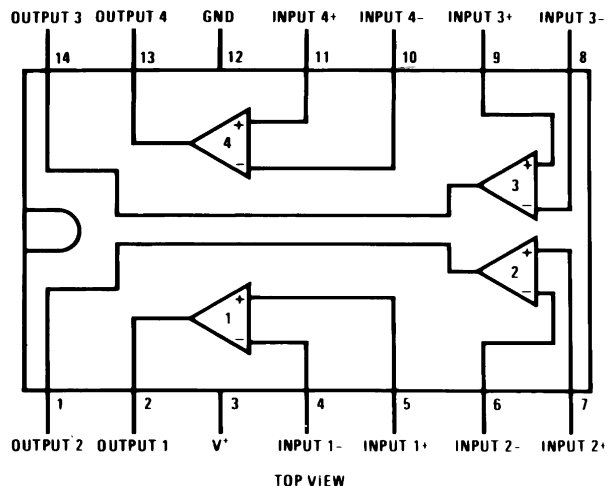 OUTPUT 3 OUTPUT 4 GND INPUT 4+ INPUT 4- INPUT 3+ INPUT 3-
14 13 12 11 10 9 8
+
4
-
+
3
-
+
2
-
+
1
-
1 2 3 4 5 6 7
OUTPUT 2 OUTPUT 1 V+ INPUT 1- INPUT 1+ INPUT 2- INPUT 2+
TOP VIEW